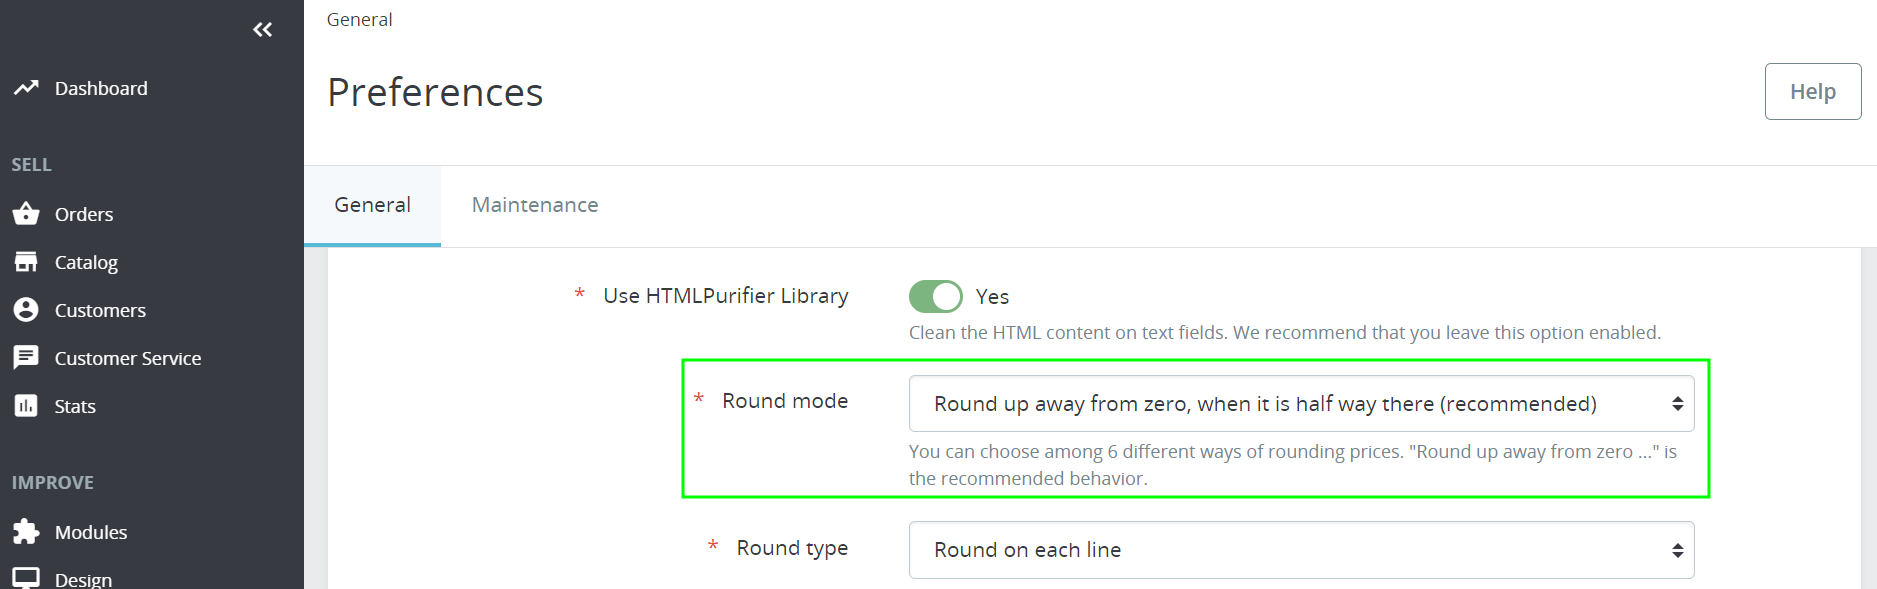 General
Dashboard
Preferences
Help
SELL
General
Maintenance
Orders
Catalog
Customers
Customer Service
Stats
IMPROVE
Modules
Design
* Use HTMLPurifier Library
Yes
Clean the HTML content on text fields. We recommend that you leave this option enabled.
* Round mode
Round up away from zero, when it is half way there (recommended)
You can choose among 6 different ways of rounding prices. "Round up away from zero ..." is
the recommended behavior.
* Round type
Round on each line